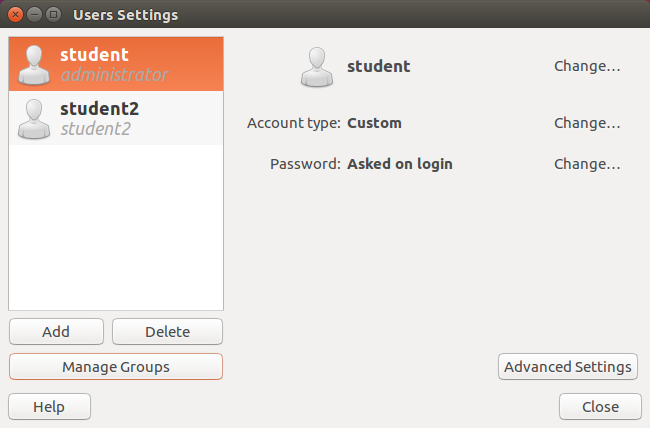 Users Settings
student
administrator
student2
student2
student Change...
Account type: Custom Change...
Password: Asked on login Change...
Add Delete
Manage Groups Advanced Settings
Help Close